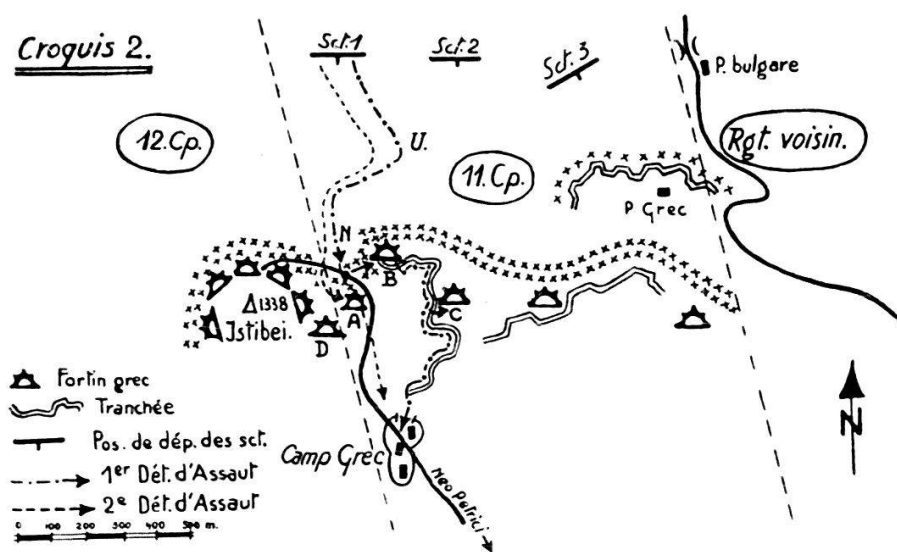 Croquis 2.
Sct. 1
Sct. 2
Sct. 3
P. bulgare
12. Cp.
U.
11. Cp.
Rgt. voisin.
P. Grec
N
B
A
C
D
△1338
Istibei.
Camp Grec
Neo Petrici
N
Fortin grec
Tranchée
Pos. de dép. des sct.
1er Dét. d'Assaut
2e Dét. d'Assaut
0 100 200 300 400 500 m.